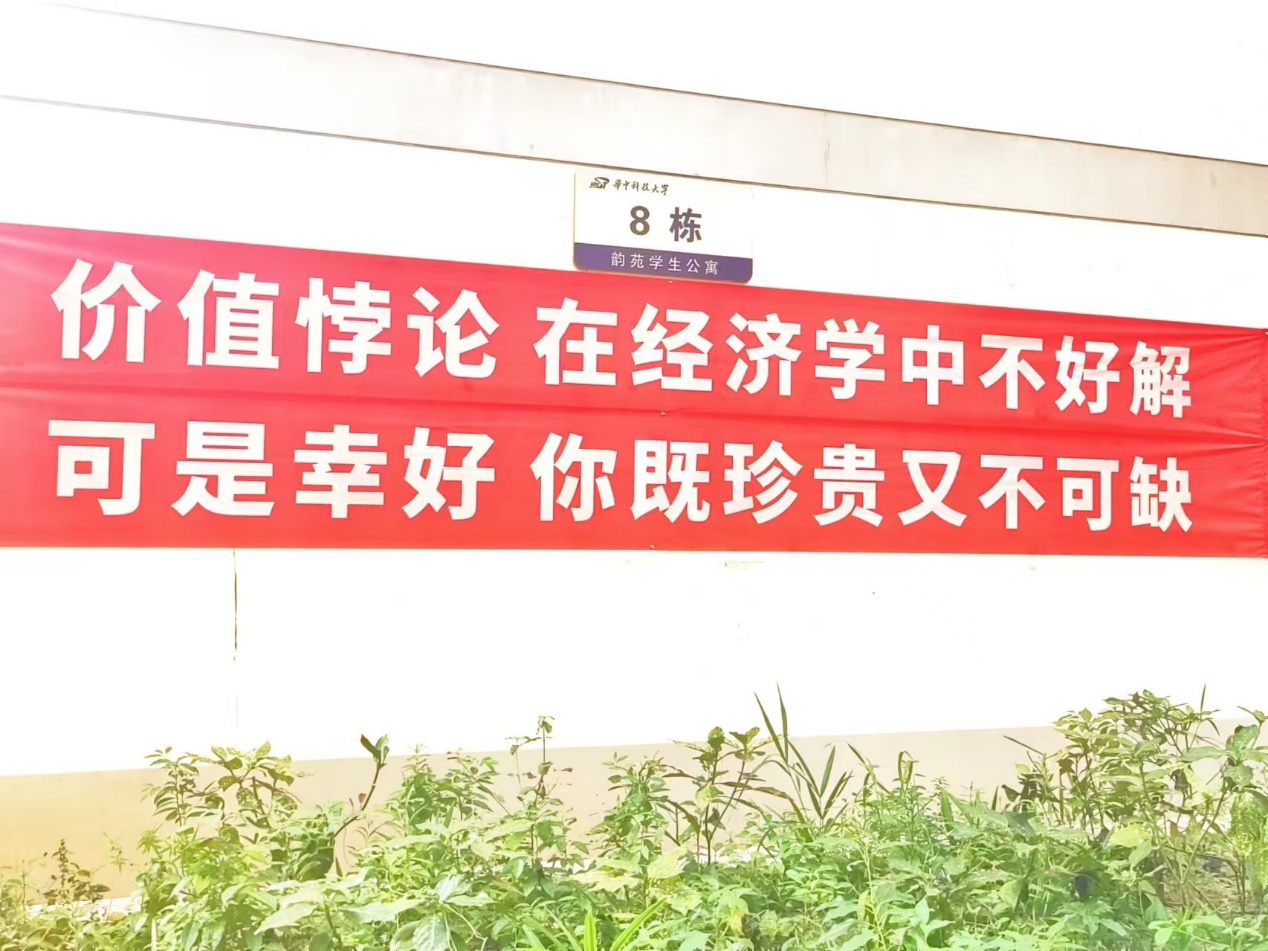 华中科技大学
8 栋
韵苑学生公寓
价值悖论 在经济学中不好解
可是幸好 你既珍贵又不可缺